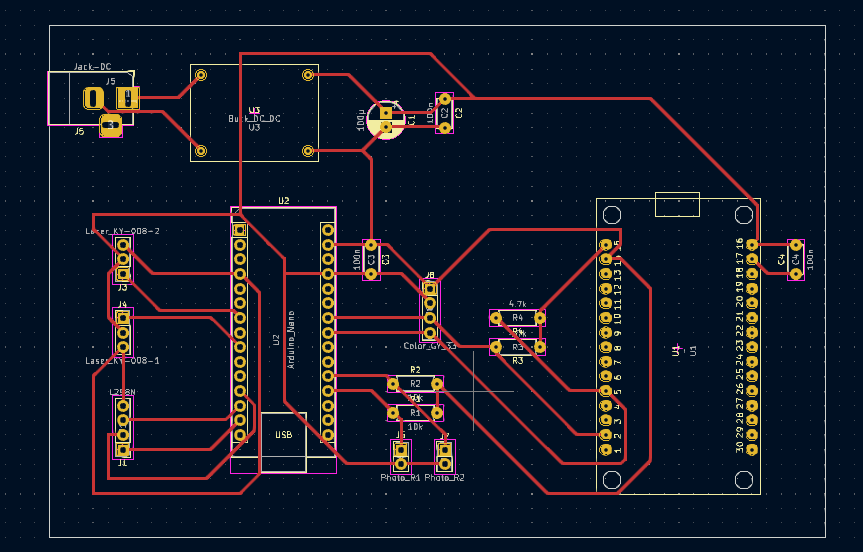 Jack-DC
J5
J5
U3
Buck_DC_DC
U3
100µ
C1
100n
C2
C2
U2
Laser_KY-008-2
J3
J4
Laser_KY-008-1
L298N
J1
U2
Arduino_Nano
USB
100n
C3
C3
J8
Color_GY_33
4.7k
R4
R4
R3
R3
R2
R2
R1
10k
Photo_R1
Photo_R2
15
14
13
12
11
10
9
8
7
6
5
4
3
2
1
U1
U1
16
17
18
19
20
21
22
23
24
25
26
27
28
29
30
C4
C4
100n